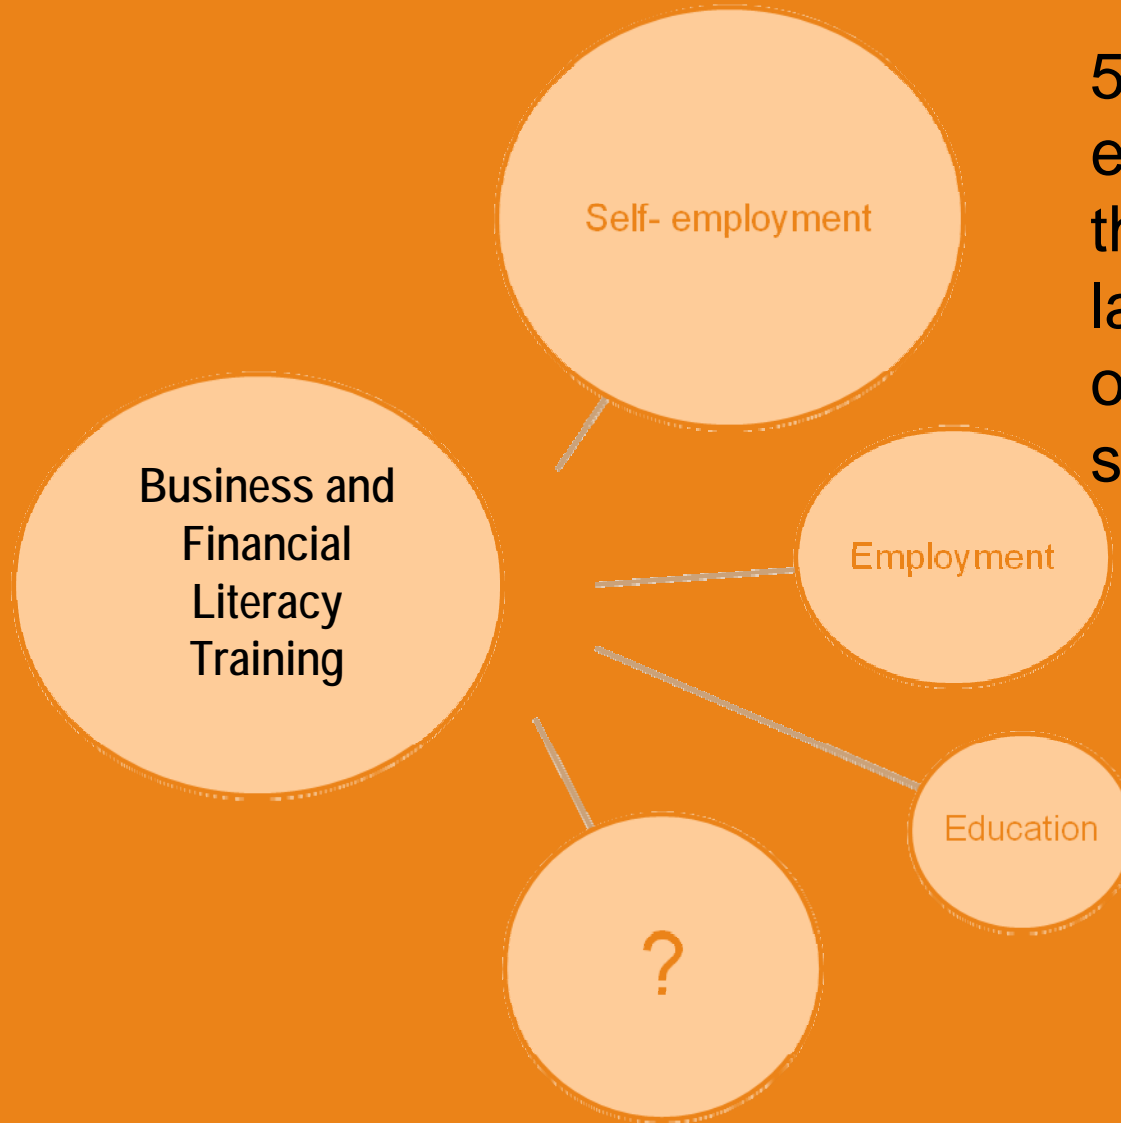 Self- employment
Business and
Financial
Literacy
Training
Employment
Education
?